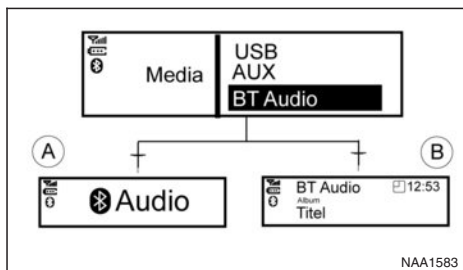 USB
Media
AUX
BT Audio
A
B
Audio
BT Audio 12:53
Album
Titel
NAA1583